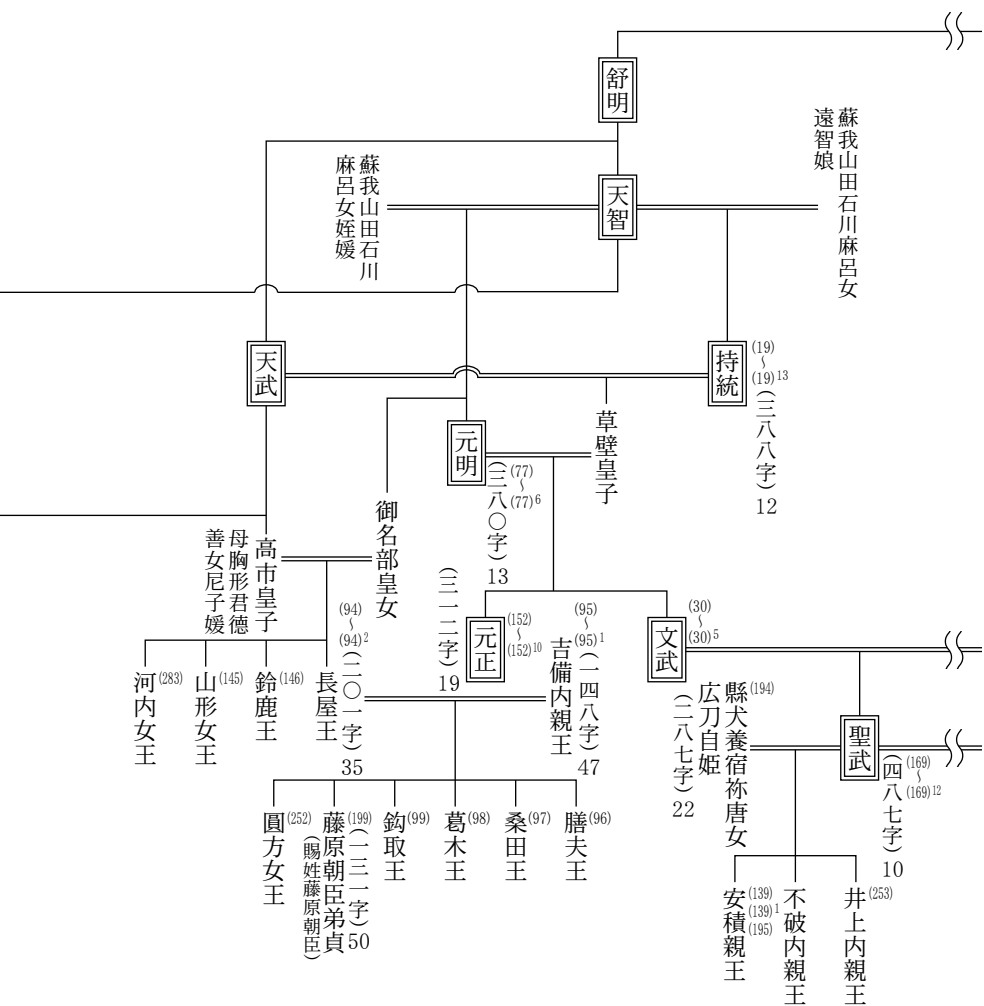 舒明
蘇我山田石川麻呂女
遠智娘
天智
蘇我山田石川
麻呂女姪媛
持統
(19)
〜
(19)13
(三八八字)12
天武
草壁皇子
元明
(77)
〜
(77)6
(三八〇字)13
御名部皇女
高市皇子
母胸形君德
善女尼子媛
文武
(30)
〜
(30)5
(二八七字)22
元正
(152)
〜
(152)10
(三一二字)19
吉備内親王
(95)
〜
(95)1
(一四八字)47
長屋王
(94)
〜
(94)2
(二〇一字)35
鈴鹿王(146)
山形女王(145)
河内女王(283)
聖武
(169)
〜
(169)12
(四八七字)10
縣犬養宿祢唐女(194)
広刀自姫
膳夫王(96)
桑田王(97)
葛木王(98)
鈎取王(99)
藤原朝臣弟貞(199)
(一三一字)50
(賜姓藤原朝臣)
圓方女王(252)
井上内親王(253)
不破内親王
安積親王
(139)
(139)1
(195)